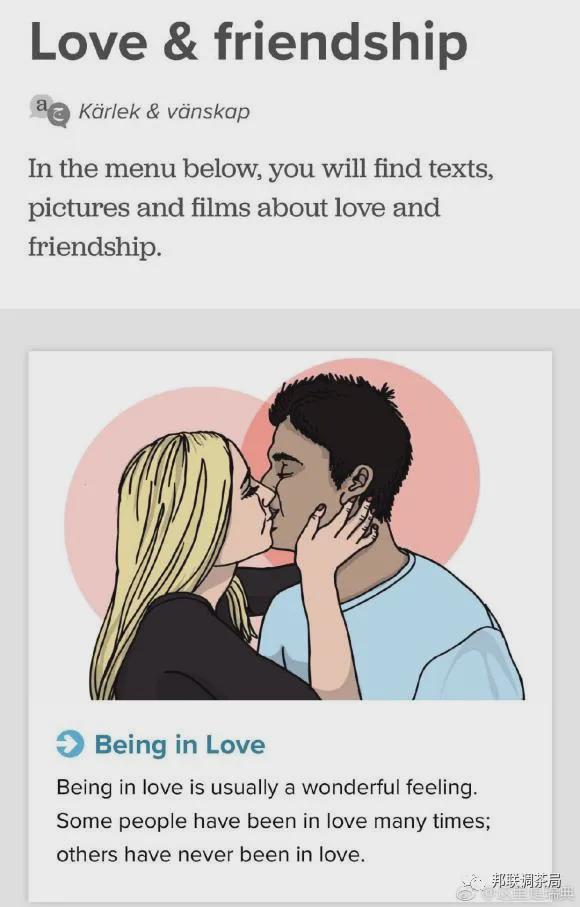 Love & friendship
Kärlek & vänskap
In the menu below, you will find texts,
pictures and films about love and
friendship.
Being in Love
Being in love is usually a wonderful feeling.
Some people have been in love many times;
others have never been in love.
邦联凋茶局